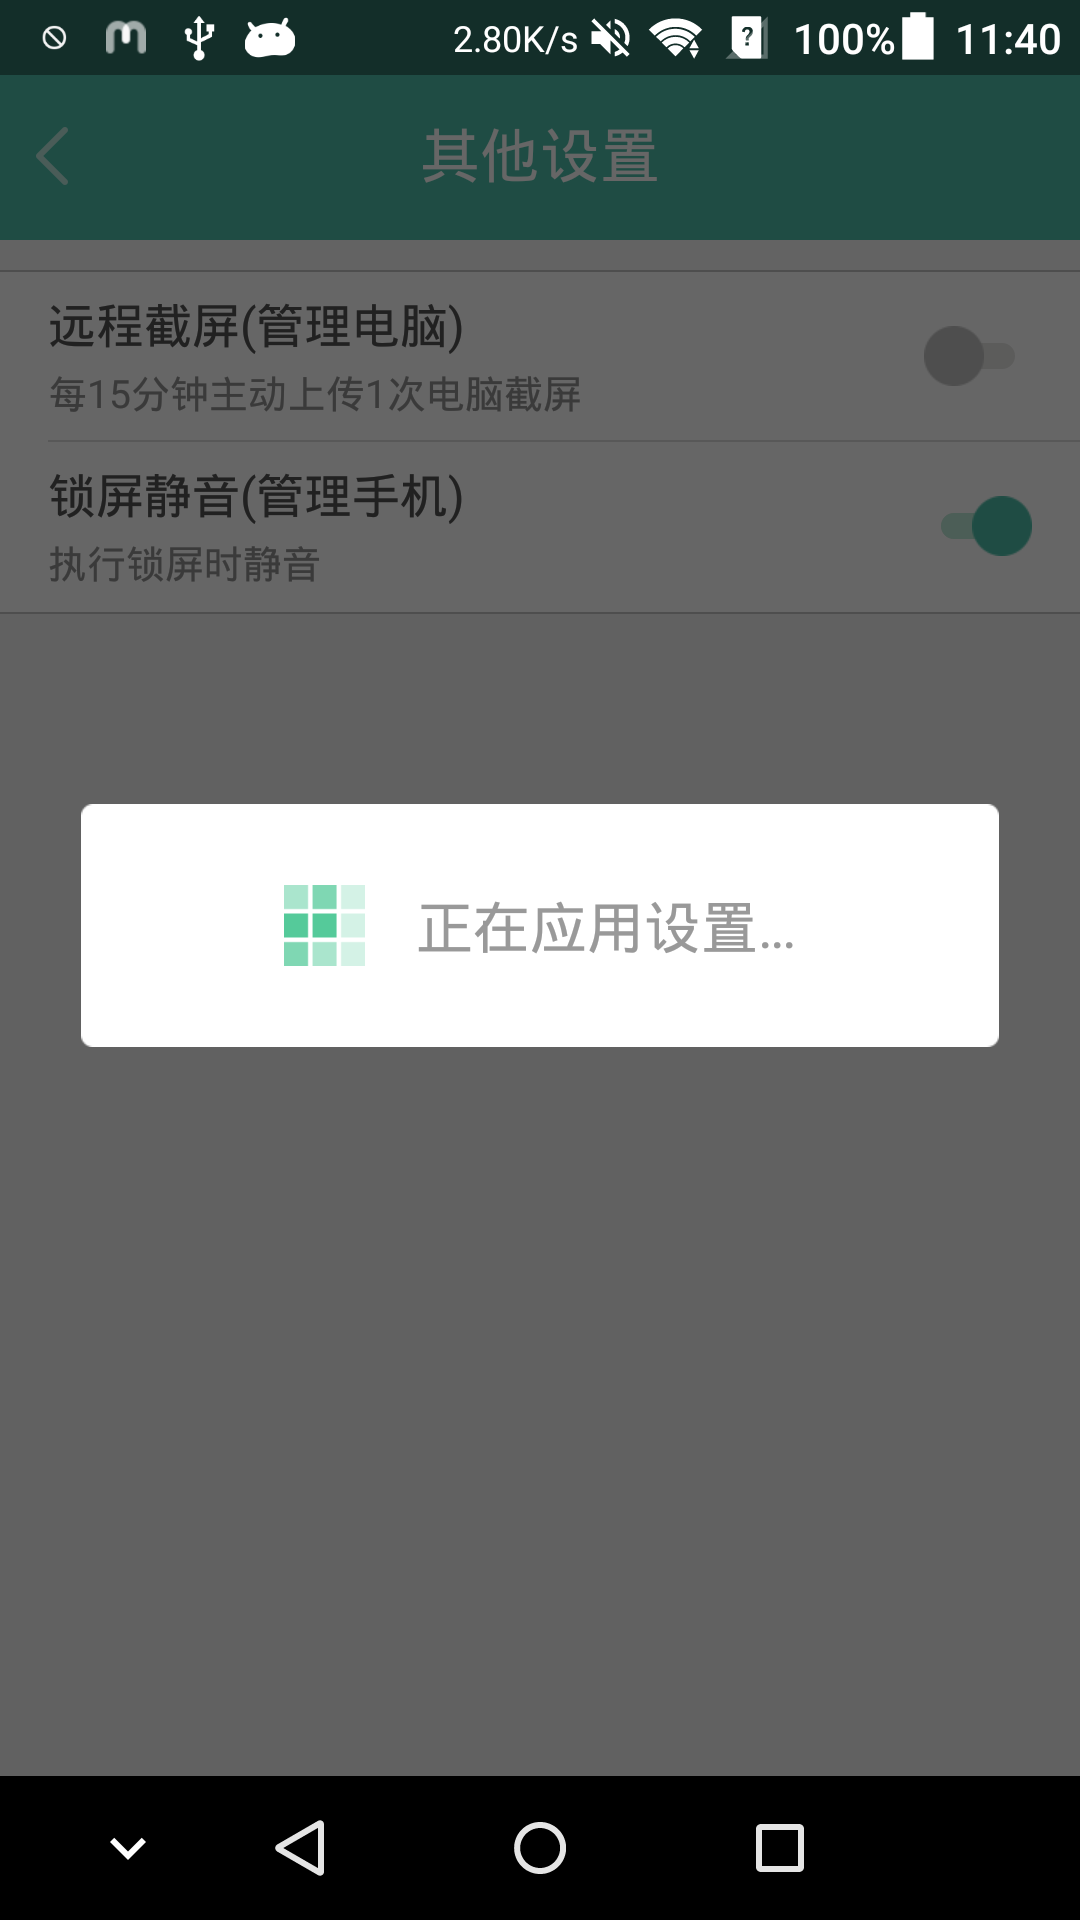 2.80K/s 100% 11:40
其他设置
远程截屏(管理电脑)
每15分钟主动上传1次电脑截屏
锁屏静音(管理手机)
执行锁屏时静音
正在应用设置...